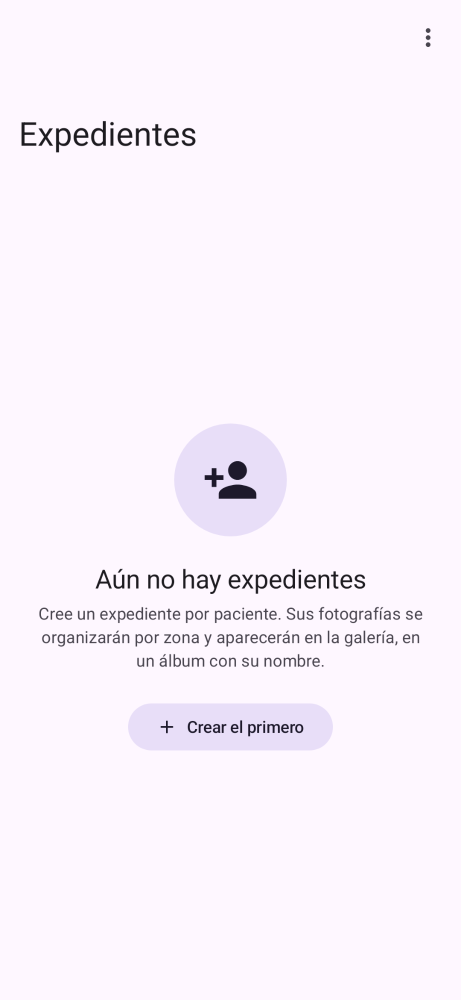 Expedientes
Aún no hay expedientes
Cree un expediente por paciente. Sus fotografías se
organizarán por zona y aparecerán en la galería, en
un álbum con su nombre.
Crear el primero